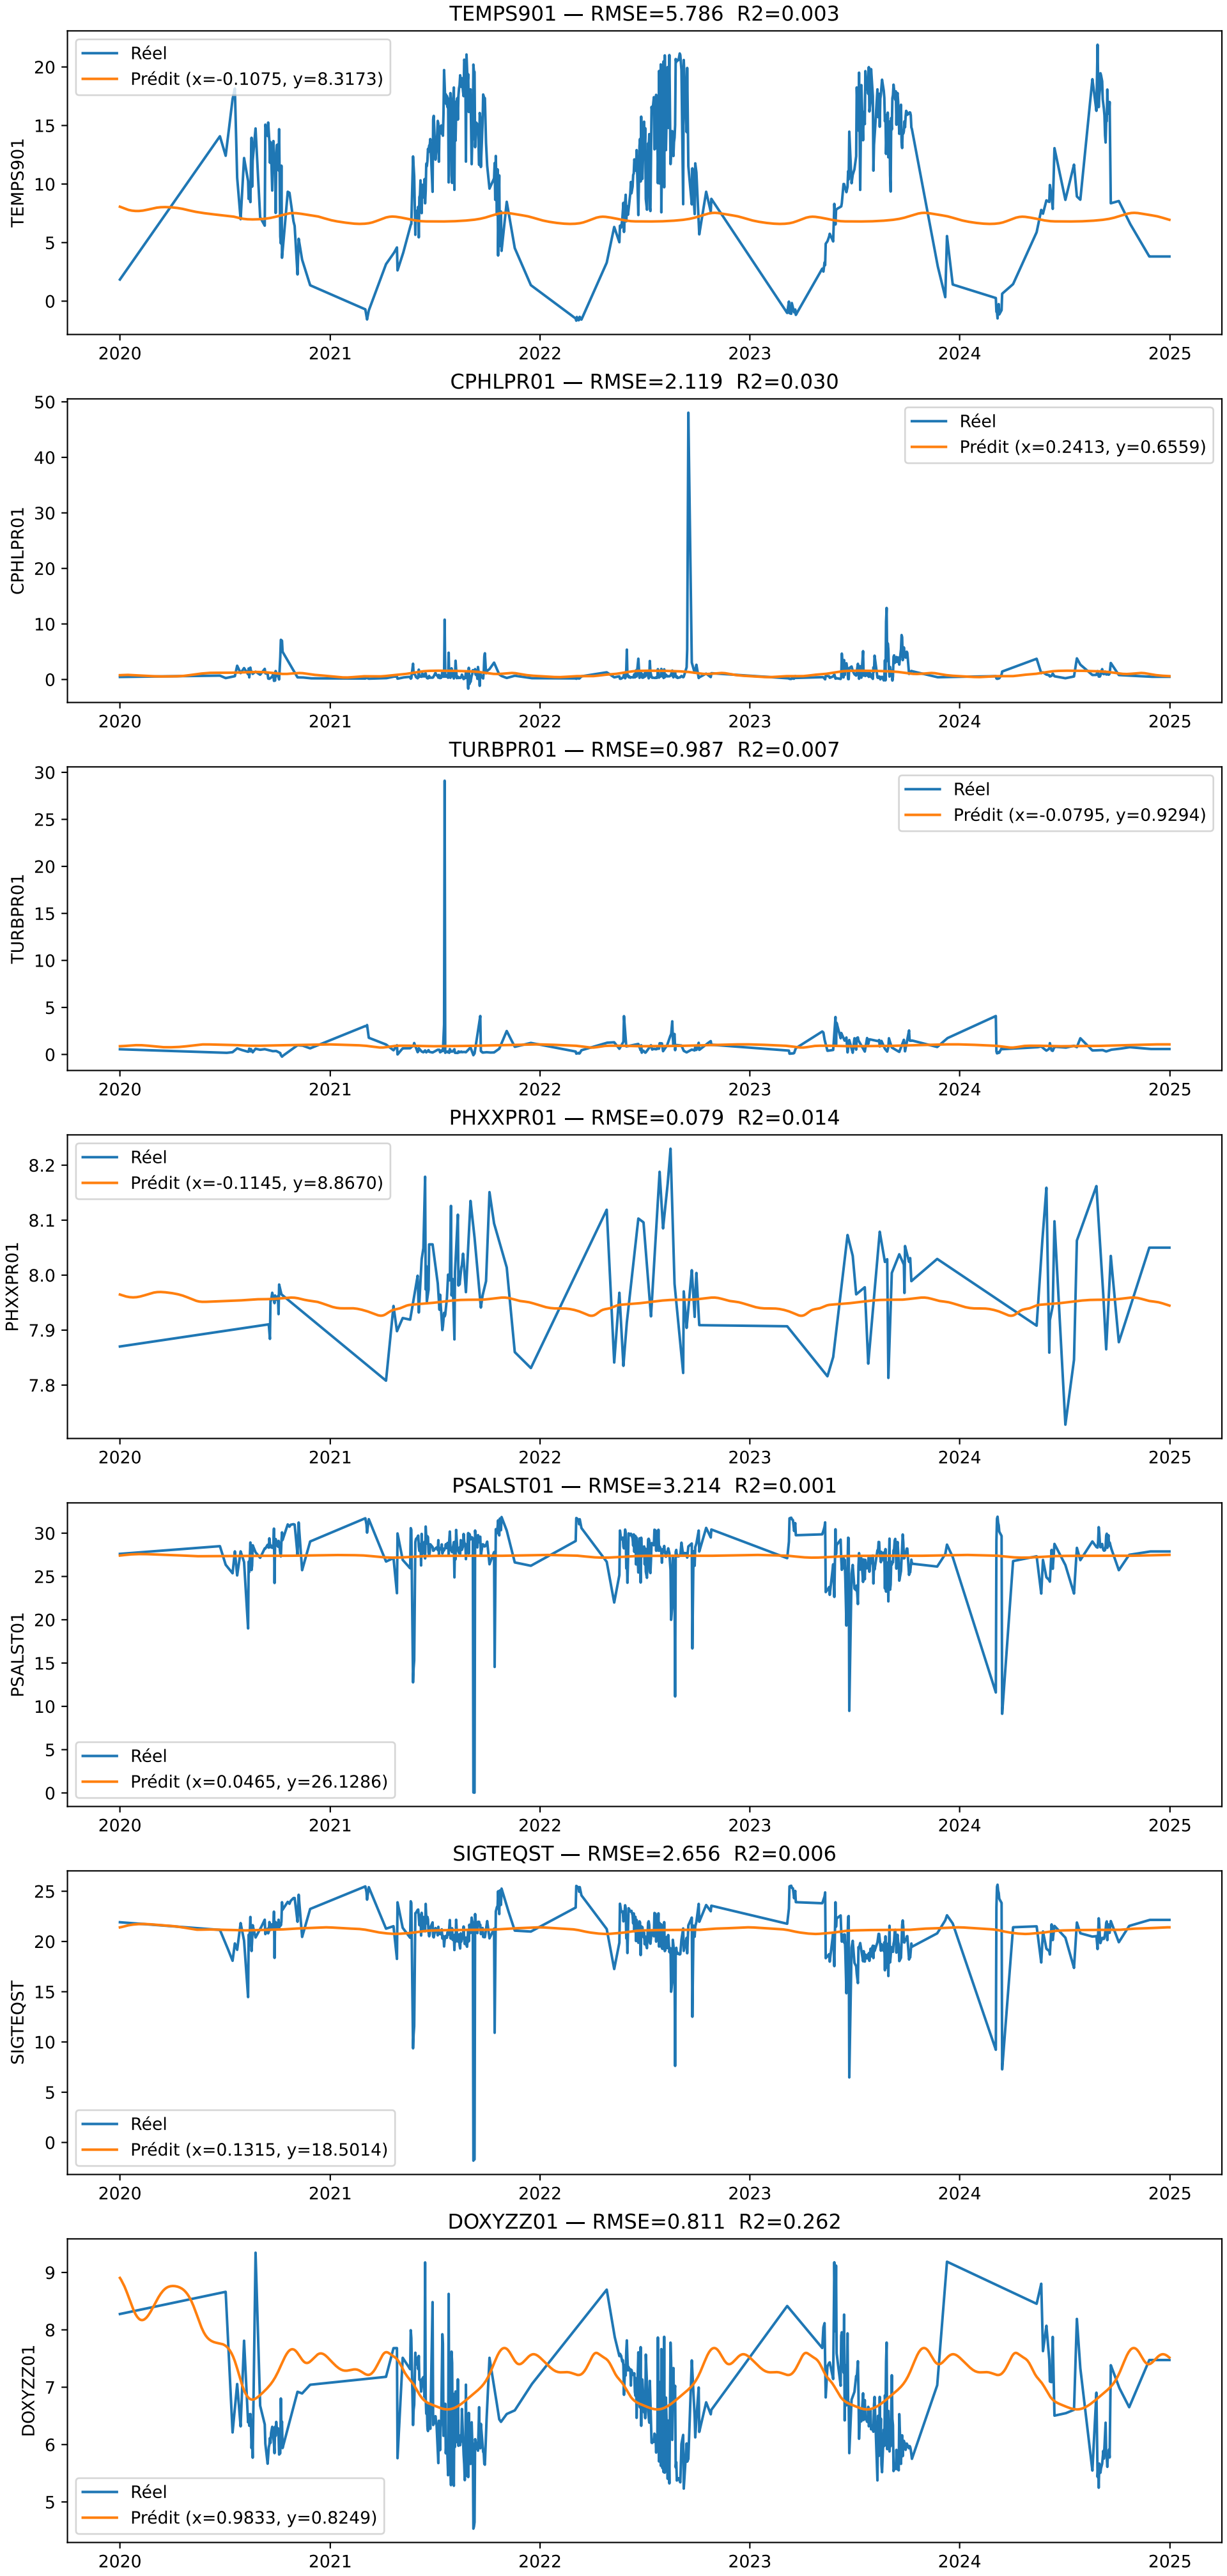 TEMPS901 — RMSE=5.786  R2=0.003
Réel
Prédit (x=-0.1075, y=8.3173)
TEMPS901
20
15
10
5
0
2020 2021 2022 2023 2024 2025
CPHLPR01 — RMSE=2.119  R2=0.030
Réel
Prédit (x=0.2413, y=0.6559)
CPHLPR01
50
40
30
20
10
0
2020 2021 2022 2023 2024 2025
TURBPR01 — RMSE=0.987  R2=0.007
Réel
Prédit (x=-0.0795, y=0.9294)
TURBPR01
30
25
20
15
10
5
0
2020 2021 2022 2023 2024 2025
PHXXPR01 — RMSE=0.079  R2=0.014
Réel
Prédit (x=-0.1145, y=8.8670)
PHXXPR01
8.2
8.1
8.0
7.9
7.8
2020 2021 2022 2023 2024 2025
PSALST01 — RMSE=3.214  R2=0.001
PSALST01
30
25
20
15
10
5
0
Réel
Prédit (x=0.0465, y=26.1286)
2020 2021 2022 2023 2024 2025
SIGTEQST — RMSE=2.656  R2=0.006
SIGTEQST
25
20
15
10
5
0
Réel
Prédit (x=0.1315, y=18.5014)
2020 2021 2022 2023 2024 2025
DOXYZZ01 — RMSE=0.811  R2=0.262
DOXYZZ01
9
8
7
6
5
Réel
Prédit (x=0.9833, y=0.8249)
2020 2021 2022 2023 2024 2025